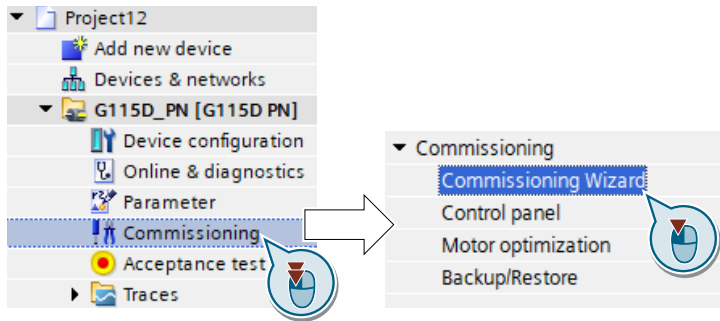 Project12
Add new device
Devices & networks
G115D_PN [G115D PN]
Device configuration
Online & diagnostics
Parameter
Commissioning
Acceptance test
Traces
Commissioning
Commissioning Wizard
Control panel
Motor optimization
Backup/Restore